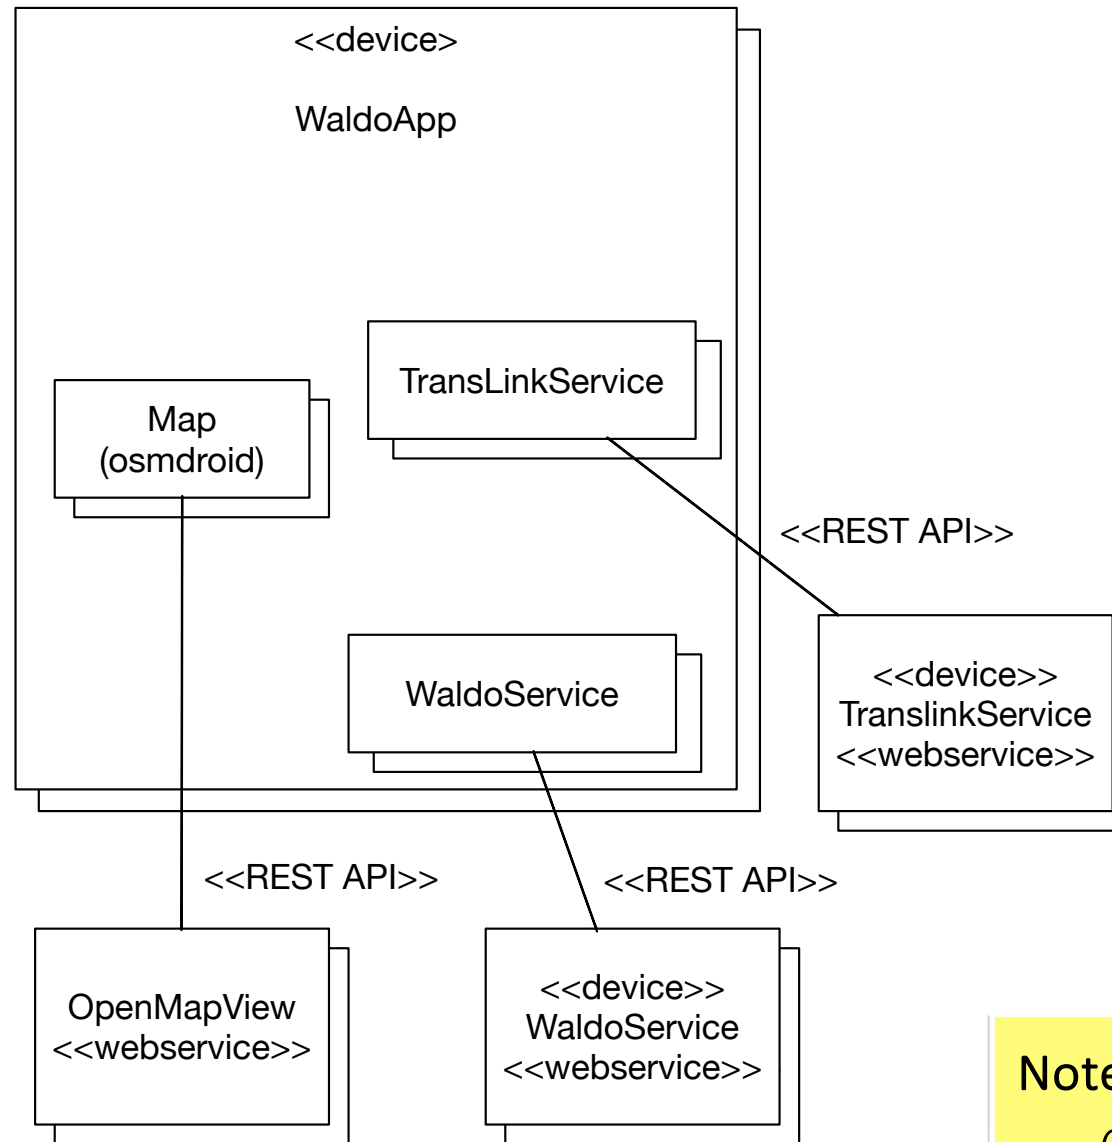 <<device>
WaldoApp
TransLinkService
Map
(osmdroid)
<<REST API>>
WaldoService
<<device>>
TranslinkService
<<webservice>>
<<REST API>>
<<REST API>>
OpenMapView
<<webservice>>
<<device>>
WaldoService
<<webservice>>
Note